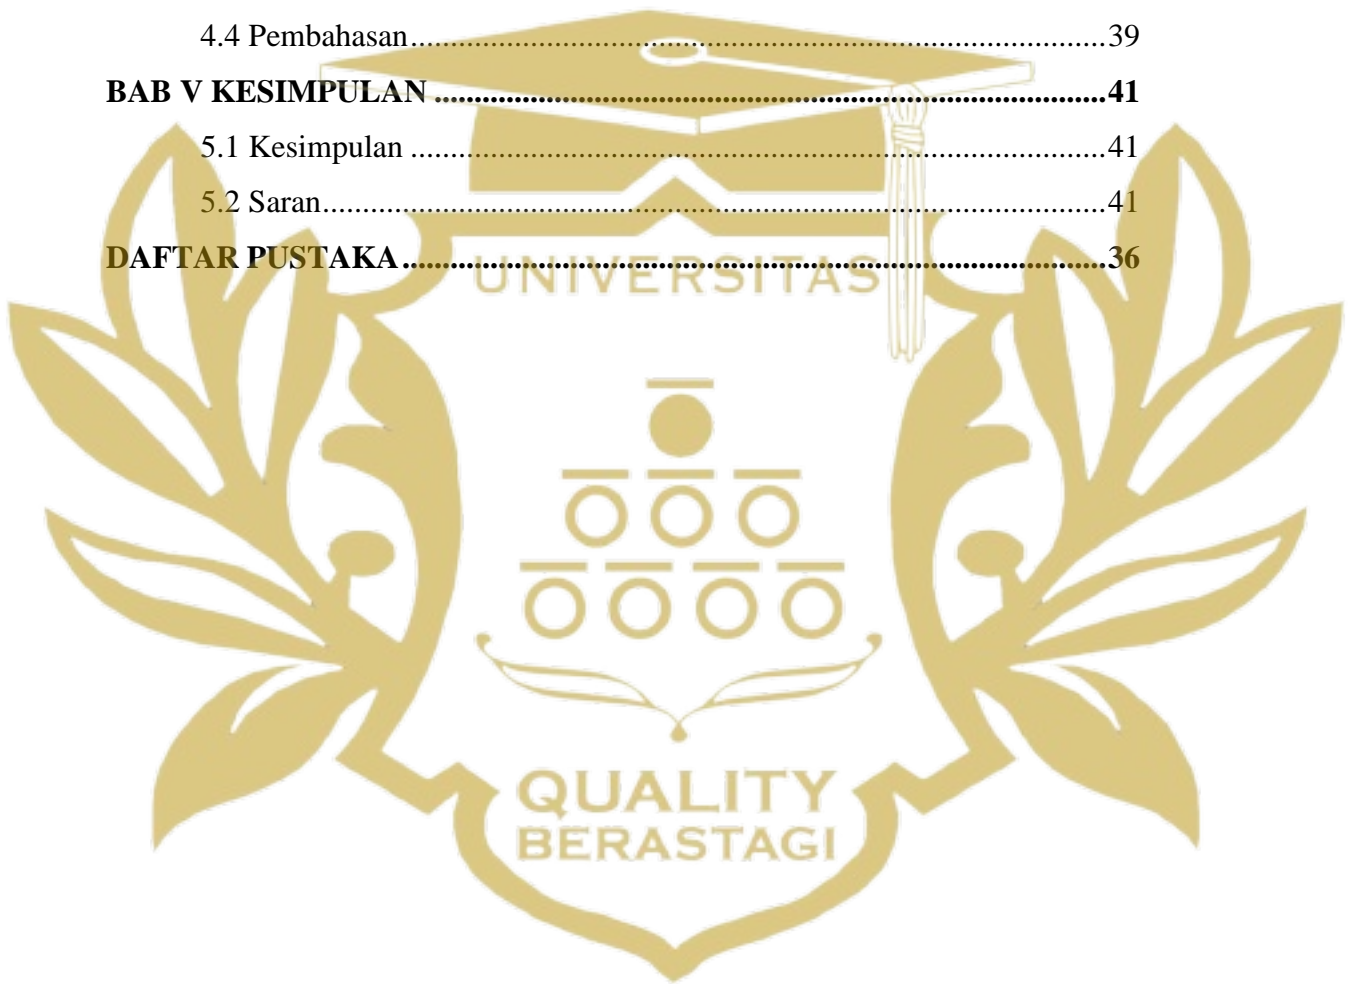 4.4 Pembahasan........................................................................................39
BAB V KESIMPULAN.....................................................................................41
5.1 Kesimpulan........................................................................................41
5.2 Saran...................................................................................................41
DAFTAR PUSTAKA.........................................................................................36
UNIVERSITAS
QUALITY
BERASTAGI